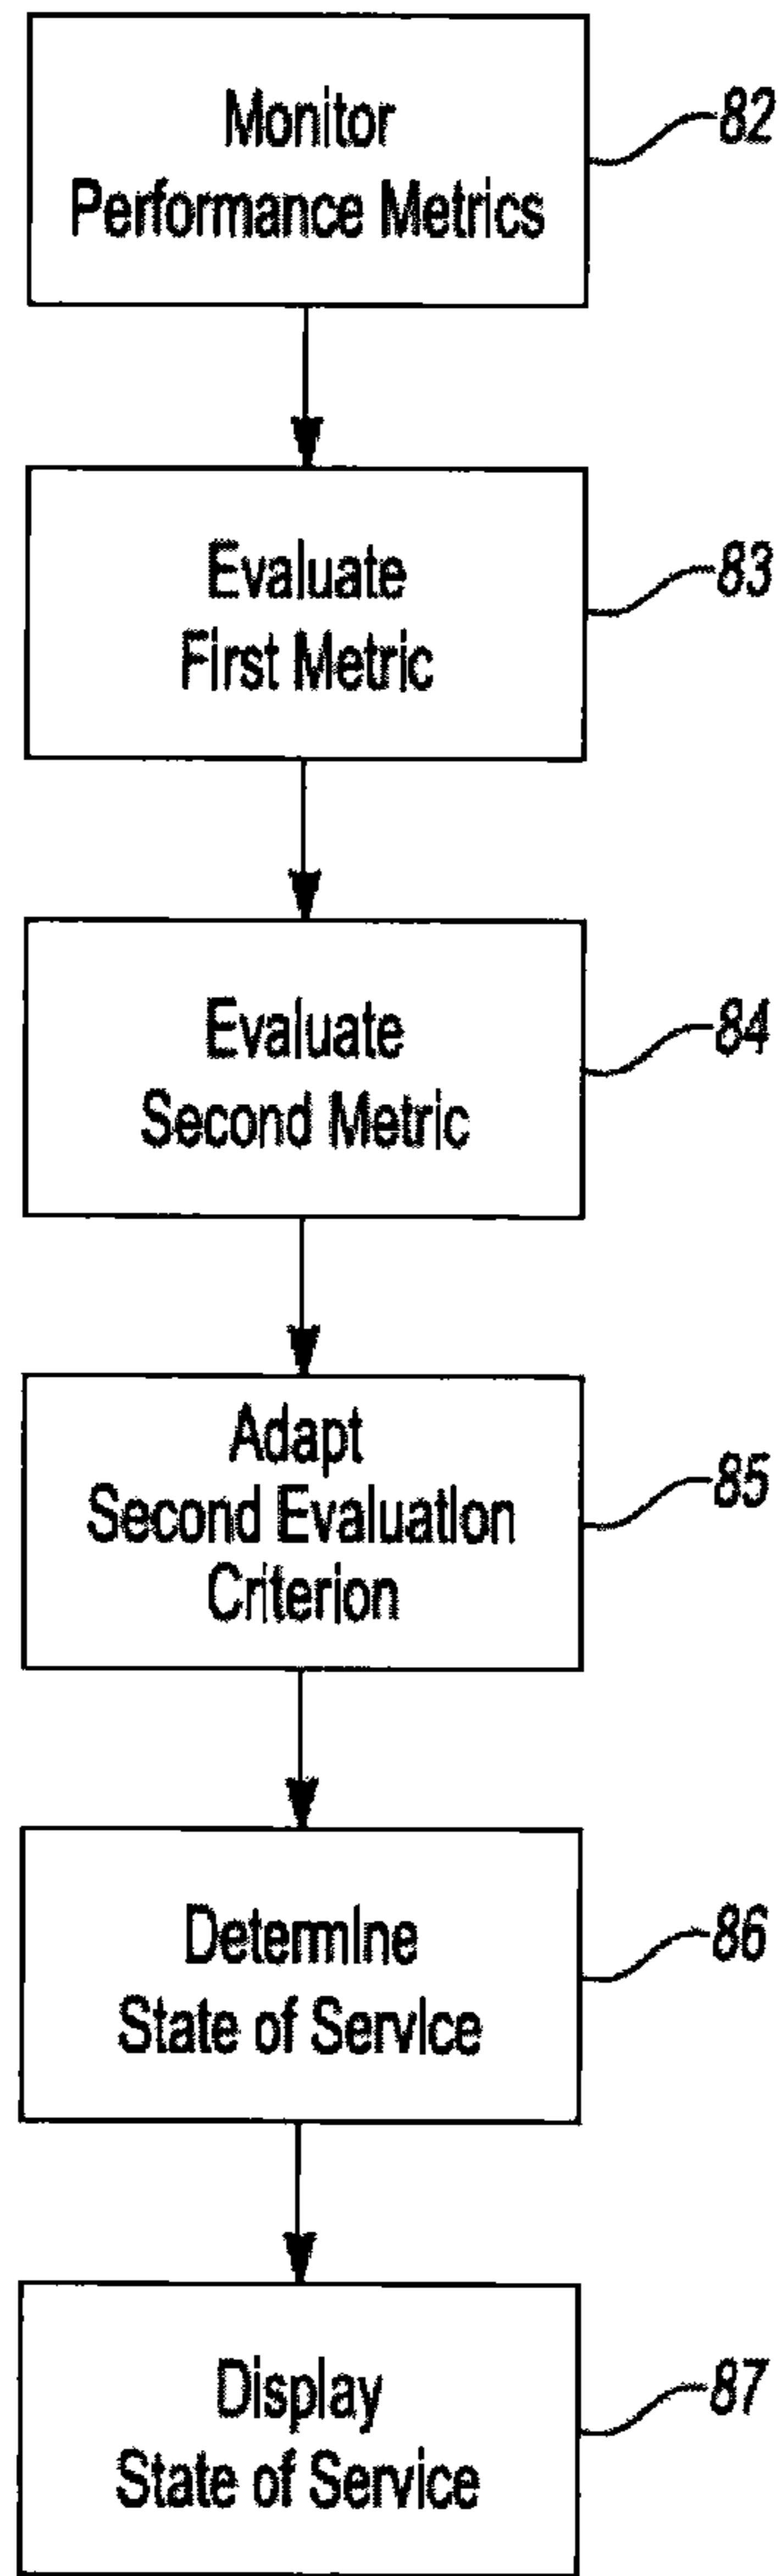 Monitor
Performance Metrics
82
Evaluate
First Metric
83
Evaluate
Second Metric
84
Adapt
Second Evaluation
Criterion
85
Determine
State of Service
86
Display
State of Service
87